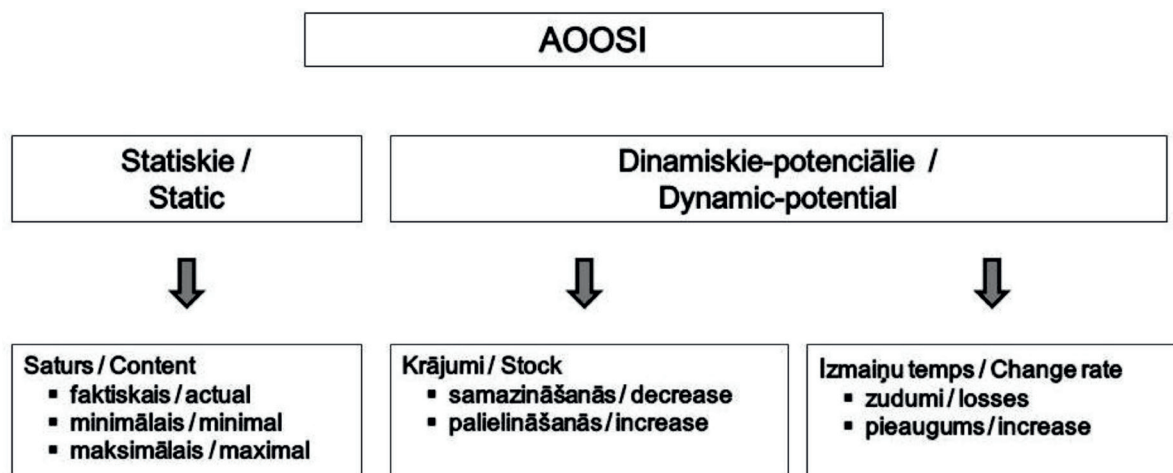 AOOSI
Statiskie /
Static
Dinamiskie-potenciālie /
Dynamic-potential
Saturs / Content
▪ faktiskais / actual
▪ minimālais / minimal
▪ maksimālais / maximal
Krājumi / Stock
▪ samazināšanās / decrease
▪ palielināšanās / increase
Izmaiņu temps / Change rate
▪ zudumi / losses
▪ pieaugums / increase